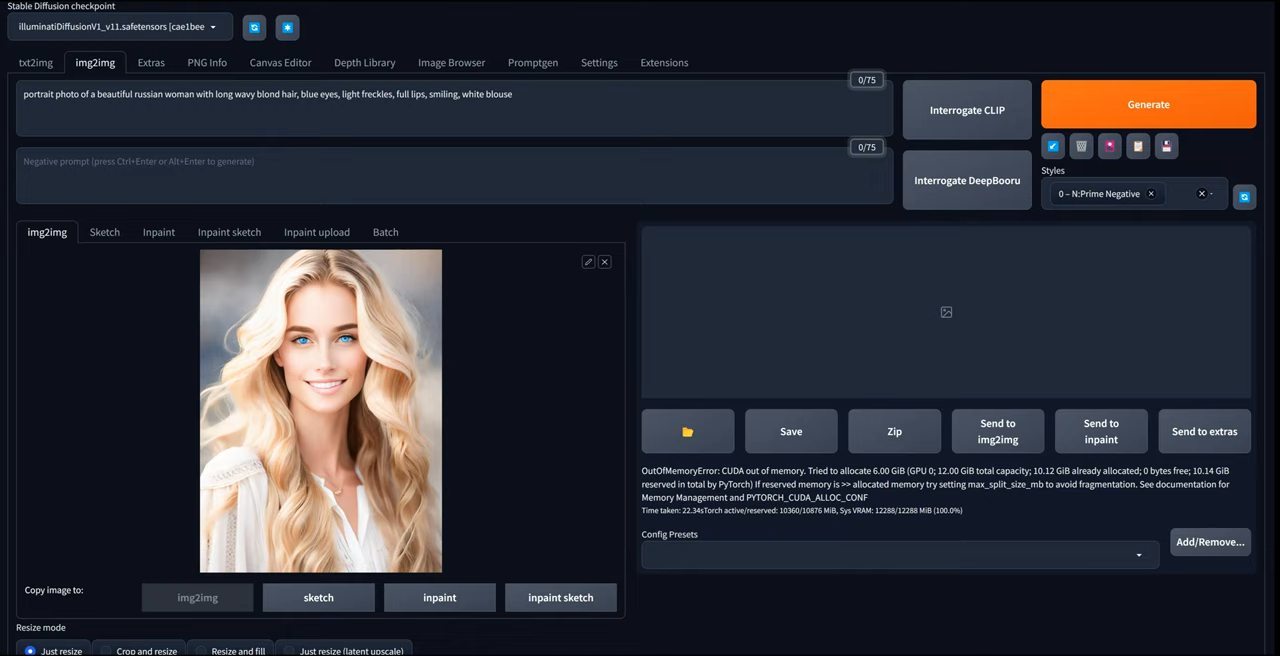 Stable Diffusion checkpoint
illuminatiDiffusionV1_v11.safetensors [cae1bee
txt2img img2img Extras PNG Info Canvas Editor Depth Library Image Browser Promptgen Settings Extensions
0/75
portrait photo of a beautiful russian woman with long wavy blond hair, blue eyes, light freckles, full lips, smiling, white blouse
Interrogate CLIP
Generate
0/75
Negative prompt (press Ctrl+Enter or Alt+Enter to generate)
Interrogate DeepBooru
Styles
0 – N:Prime Negative
img2img Sketch Inpaint Inpaint sketch Inpaint upload Batch
Save
Zip
Send to
img2img
Send to
inpaint
Send to extras
OutOfMemoryError: CUDA out of memory. Tried to allocate 6.00 GiB (GPU 0; 12.00 GiB total capacity; 10.12 GiB already allocated; 0 bytes free; 10.14 GiB
reserved in total by PyTorch) If reserved memory is >> allocated memory try setting max_split_size_mb to avoid fragmentation. See documentation for
Memory Management and PYTORCH_CUDA_ALLOC_CONF
Time taken: 22.34sTorch active/reserved: 10360/10876 MiB, Sys VRAM: 12288/12288 MiB (100.0%)
Config Presets
Add/Remove...
Copy image to:
img2img
sketch
inpaint
inpaint sketch
Resize mode
Just resize Crop and resize Resize and fill Just resize (latent upscale)